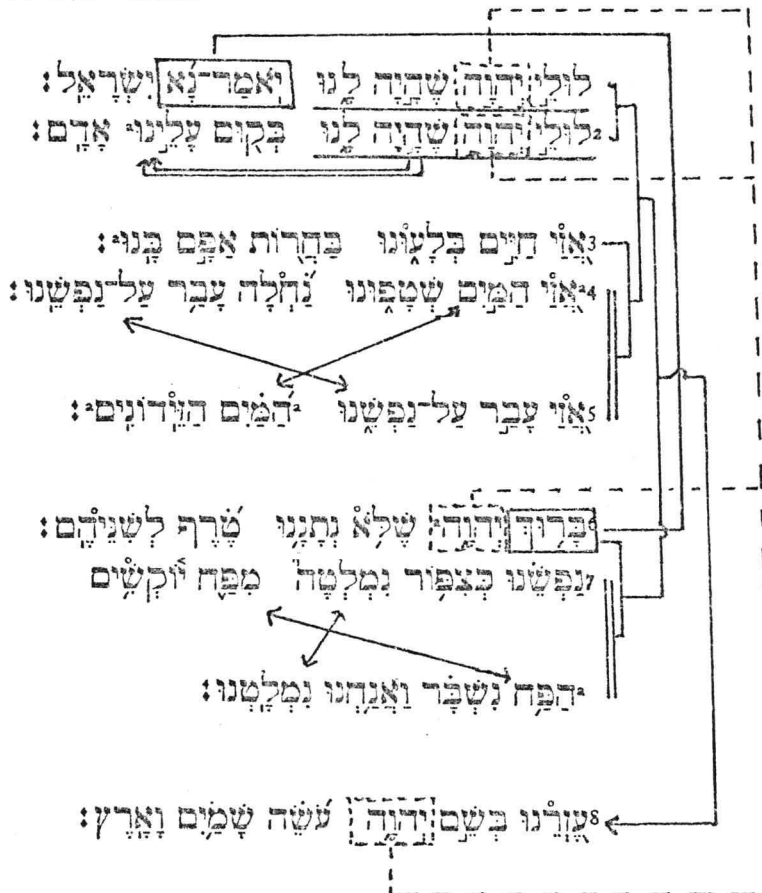 לוּלֵי יְהוָה שֶׁהָיָה לָנוּ יֹאמַר־נָא יִשְׂרָאֵל׃
2 לוּלֵי יְהוָה שֶׁהָיָה לָנוּ בְּקוּם עָלֵינוּ a אָדָם׃
3 אֲזַי חַיִּים בְּלָעוּנוּ בַּחֲרוֹת אַפָּם בָּנוּ a׃
4 a אֲזַי הַמַּיִם שְׁטָפוּנוּ נַחְלָה עָבַר עַל־נַפְשֵׁנוּ׃
5 אֲזַי עָבַר עַל־נַפְשֵׁנוּ a הַמַּיִם הַזֵּידוֹנִים a׃
6 בָּרוּךְ יְהוָה שֶׁלֹּא נְתָנָנוּ טֶרֶף לְשִׁנֵּיהֶם׃
7 נַפְשֵׁנוּ כְּצִפּוֹר נִמְלְטָה מִפַּח יוֹקְשִׁים
a הַפַּח נִשְׁבָּר וַאֲנַחְנוּ נִמְלָטְנוּ׃
8 עֶזְרֵנוּ בְּשֵׁם יְהוָה עֹשֵׂה שָׁמַיִם וָאָרֶץ׃